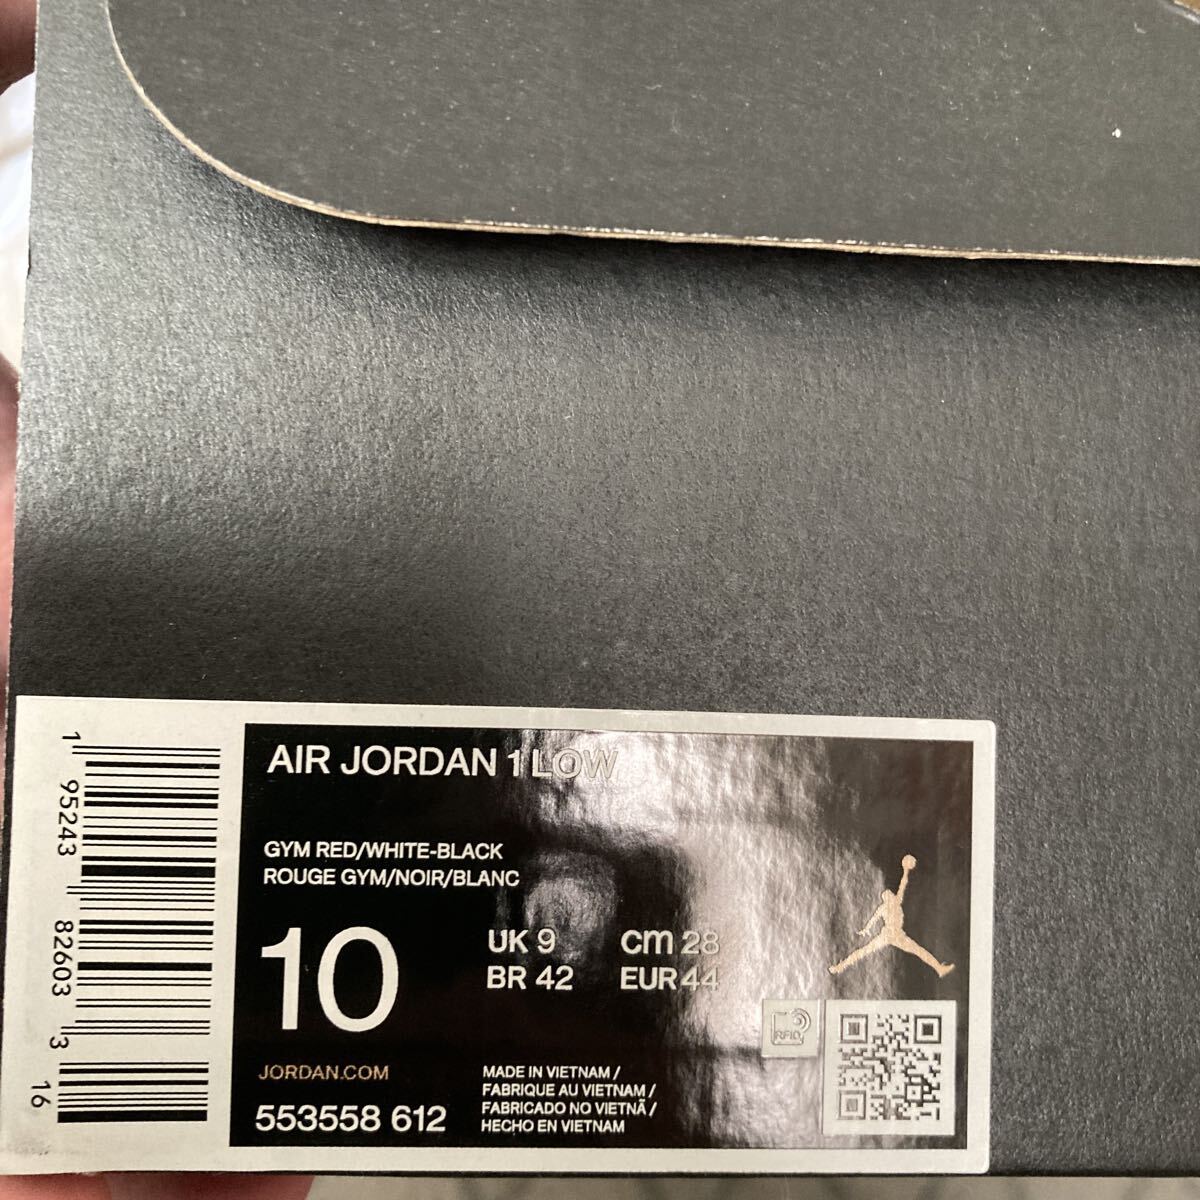 AIR JORDAN 1 LOW
GYM RED/WHITE-BLACK
ROUGE GYM/NOIR/BLANC
10
UK 9 cm 28
BR 42 EUR 44
JORDAN.COM
553558 612
MADE IN VIETNAM /
FABRIQUE AU VIETNAM /
FABRICADO NO VIETNÃ /
HECHO EN VIETNAM
RFID
1 95243 82603 3 16